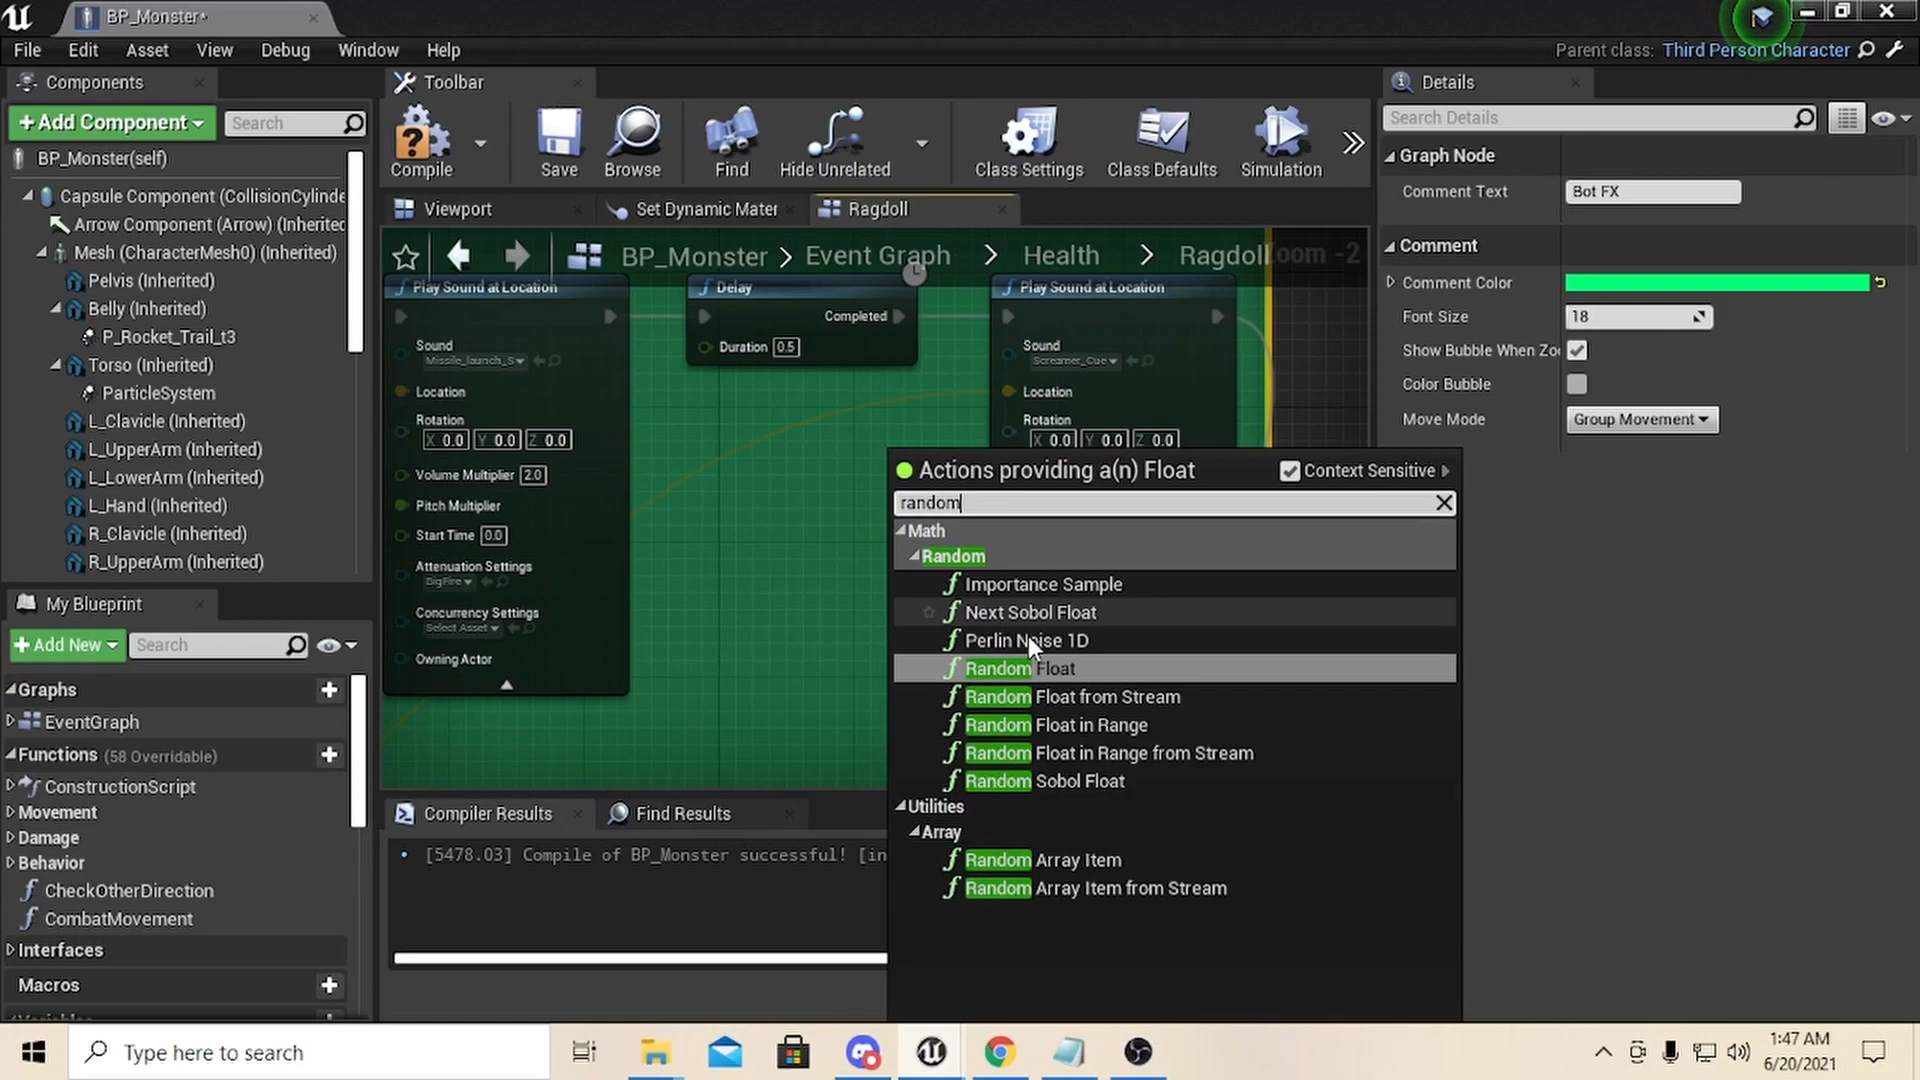 BP_Monster*
File Edit Asset View Debug Window Help
Parent class: Third Person Character
Components
+Add Component
Search
BP_Monster(self)
Capsule Component (CollisionCylinde
Arrow Component (Arrow) (Inherited
Mesh (CharacterMesh0) (Inherited)
Pelvis (Inherited)
Belly (Inherited)
P_Rocket_Trail_t3
Torso (Inherited)
ParticleSystem
L_Clavicle (Inherited)
L_UpperArm (Inherited)
L_LowerArm (Inherited)
L_Hand (Inherited)
R_Clavicle (Inherited)
R_UpperArm (Inherited)
My Blueprint
+Add New
Search
Graphs
EventGraph
Functions (58 Overridable)
ConstructionScript
Movement
Damage
Behavior
CheckOtherDirection
CombatMovement
Interfaces
Macros
Variables
Toolbar
Compile Save Browse Find Hide Unrelated Class Settings Class Defaults Simulation
Viewport Set Dynamic Mater Ragdoll
BP_Monster > Event Graph > Health > Ragdoll
oom -2
Play Sound at Location
Sound
Missile_launch_S
Location
Rotation
X 0.0 Y 0.0 Z 0.0
Volume Multiplier 2.0
Pitch Multiplier
Start Time 0.0
Attenuation Settings
BigFire
Concurrency Settings
Select Asset
Owning Actor
Delay
Completed
Duration 0.5
Play Sound at Location
Sound
Screamer_Cue
Location
Rotation
X 0.0 Y 0.0 Z 0.0
Actions providing a(n) Float
Context Sensitive
random
Math
Random
Importance Sample
Next Sobol Float
Perlin Noise 1D
Random Float
Random Float from Stream
Random Float in Range
Random Float in Range from Stream
Random Sobol Float
Utilities
Array
Random Array Item
Random Array Item from Stream
Compiler Results Find Results
[5478.03] Compile of BP_Monster successful! [in
Details
Search Details
Graph Node
Comment Text Bot FX
Comment
Comment Color
Font Size 18
Show Bubble When Zo
Color Bubble
Move Mode Group Movement
Type here to search
1:47 AM
6/20/2021